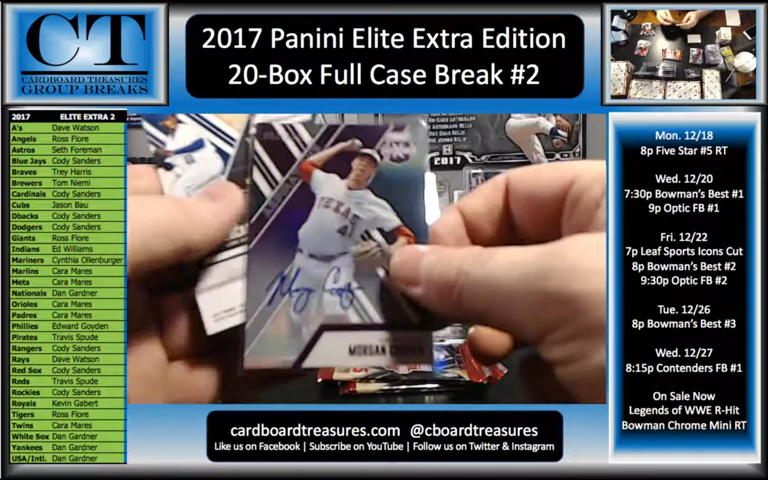 CT
CARDBOARD TREASURES
GROUP BREAKS
2017 Panini Elite Extra Edition
20-Box Full Case Break #2
2017 ELITE EXTRA 2
A's Dave Watson
Angels Ross Flore
Astros Seth Foreman
Blue Jays Cody Sanders
Braves Trey Harris
Brewers Tom Niemi
Cardinals Cody Sanders
Cubs Jason Bau
Dbacks Cody Sanders
Dodgers Cody Sanders
Giants Ross Flore
Indians Ed Williams
Mariners Cynthia Ollenburger
Marlins Cara Mares
Mets Cara Mares
Nationals Dan Gardner
Orioles Cara Mares
Padres Cara Mares
Phillies Edward Goyden
Pirates Travis Spude
Rangers Cody Sanders
Rays Dave Watson
Red Sox Cody Sanders
Reds Travis Spude
Rockies Cody Sanders
Royals Kevin Gabert
Tigers Ross Flore
Twins Cara Mares
White Sox Dan Gardner
Yankees Dan Gardner
USA/Intl. Dan Gardner
2017
TEXAS
41
MORGAN
Mon. 12/18
8p Five Star #5 RT
Wed. 12/20
7:30p Bowman's Best #1
9p Optic FB #1
Fri. 12/22
7p Leaf Sports Icons Cut
8p Bowman's Best #2
9:30p Optic FB #2
Tue. 12/26
8p Bowman's Best #3
Wed. 12/27
8:15p Contenders FB #1
On Sale Now
Legends of WWE R-Hit
Bowman Chrome Mini RT
cardboardtreasures.com @cboardtreasures
Like us on Facebook | Subscribe on YouTube | Follow us on Twitter & Instagram